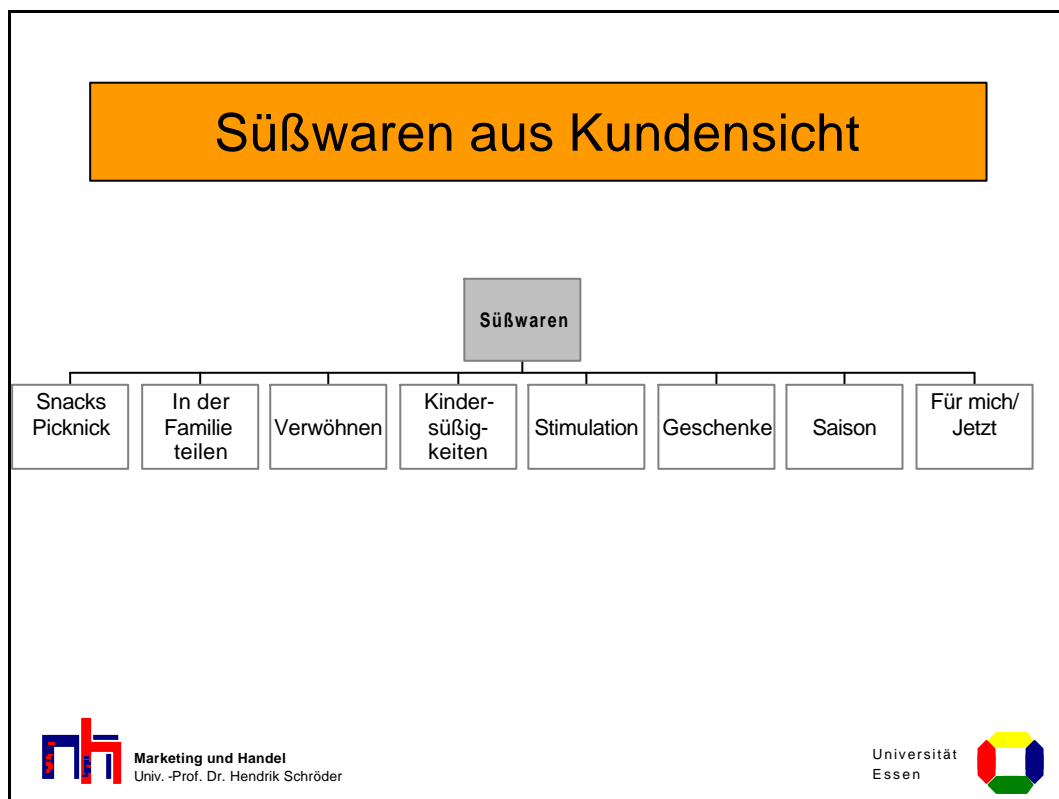 Süßwaren aus Kundensicht
Süßwaren
Snacks
Picknick
In der
Familie
teilen
Verwöhnen
Kinder-
süßig-
keiten
Stimulation
Geschenke
Saison
Für mich/
Jetzt
Marketing und Handel
Univ. -Prof. Dr. Hendrik Schröder
Universität
Essen